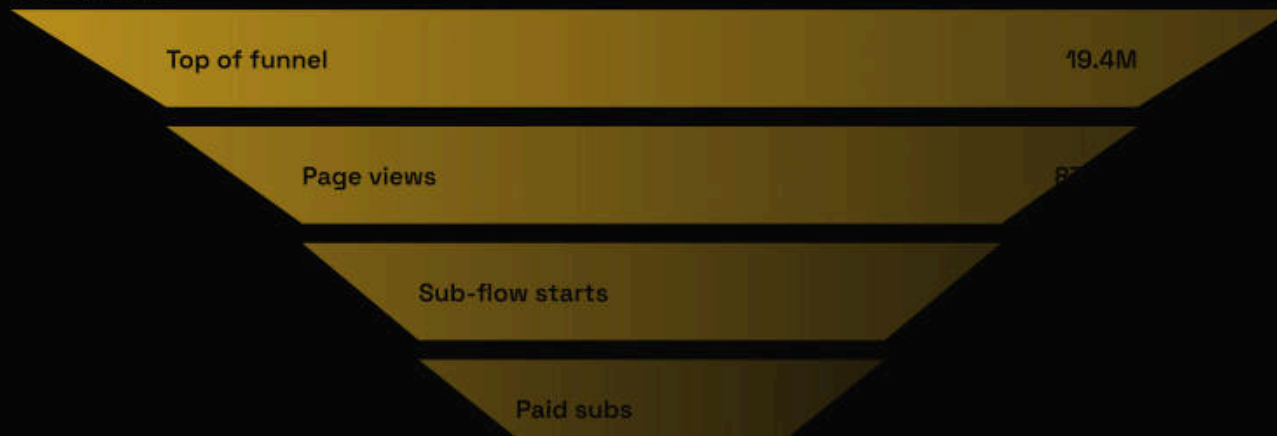 Top of funnel 19.4M
Page views
Sub-flow starts
Paid subs